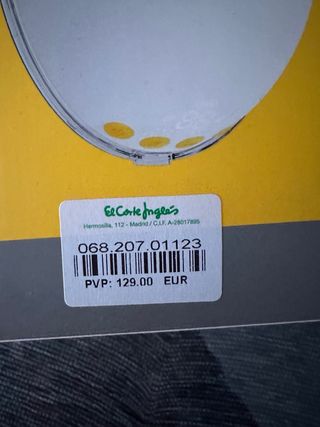 El Corte Inglés
Hermosilla, 112 - Madrid / C.I.F. A-28017895
068.207.01123
PVP: 129.00 EUR